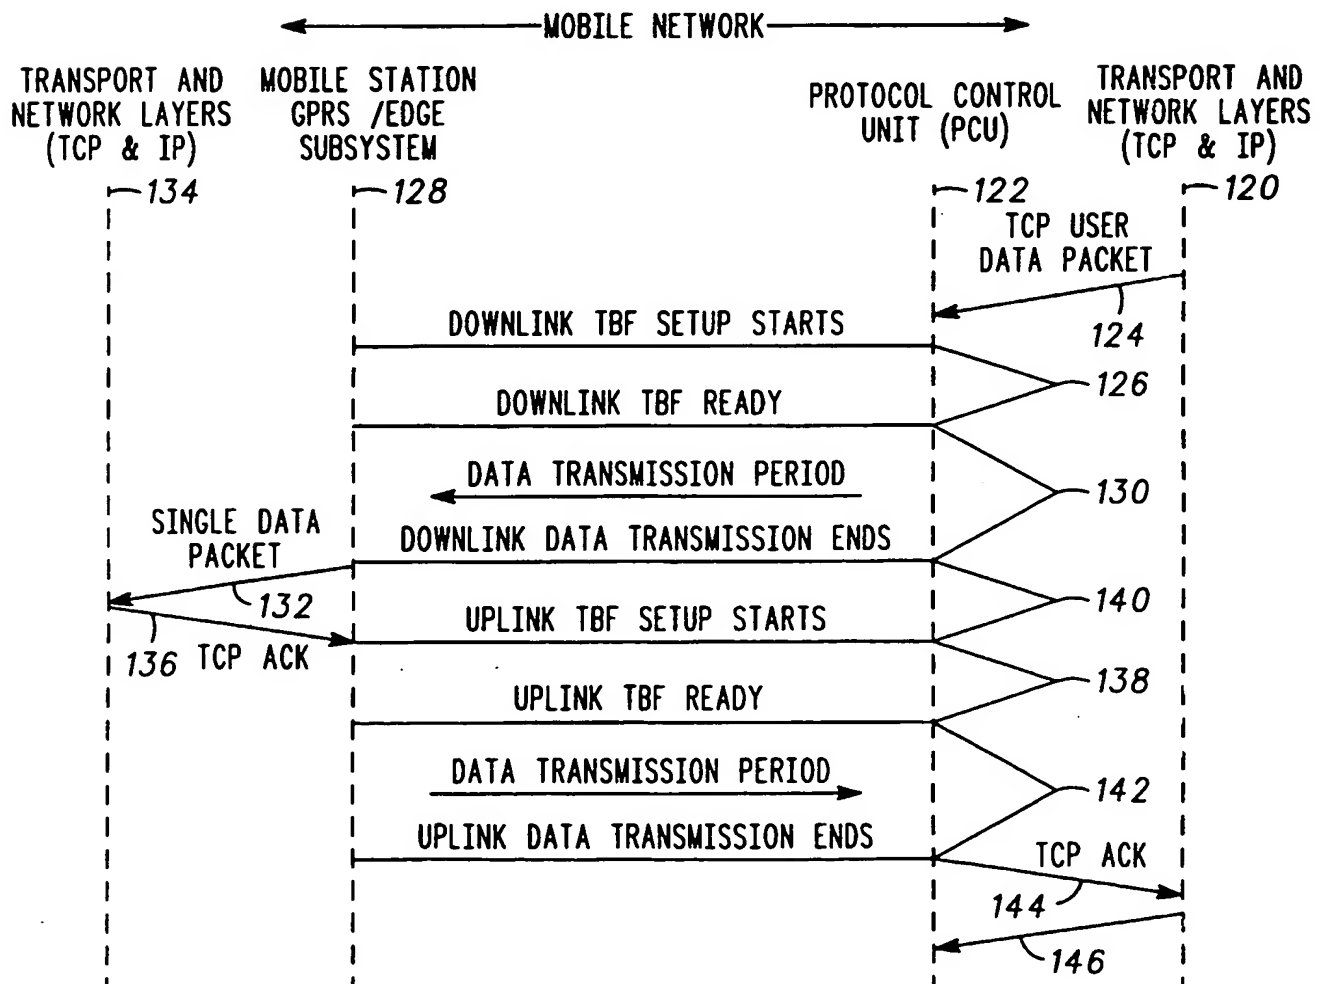 MOBILE NETWORK
TRANSPORT AND
NETWORK LAYERS
(TCP & IP)
134
MOBILE STATION
GPRS /EDGE
SUBSYSTEM
128
PROTOCOL CONTROL
UNIT (PCU)
122
TRANSPORT AND
NETWORK LAYERS
(TCP & IP)
120
TCP USER
DATA PACKET
124
DOWNLINK TBF SETUP STARTS
126
DOWNLINK TBF READY
DATA TRANSMISSION PERIOD
130
SINGLE DATA
PACKET
132
DOWNLINK DATA TRANSMISSION ENDS
140
UPLINK TBF SETUP STARTS
136 TCP ACK
138
UPLINK TBF READY
DATA TRANSMISSION PERIOD
142
UPLINK DATA TRANSMISSION ENDS
TCP ACK
144
146